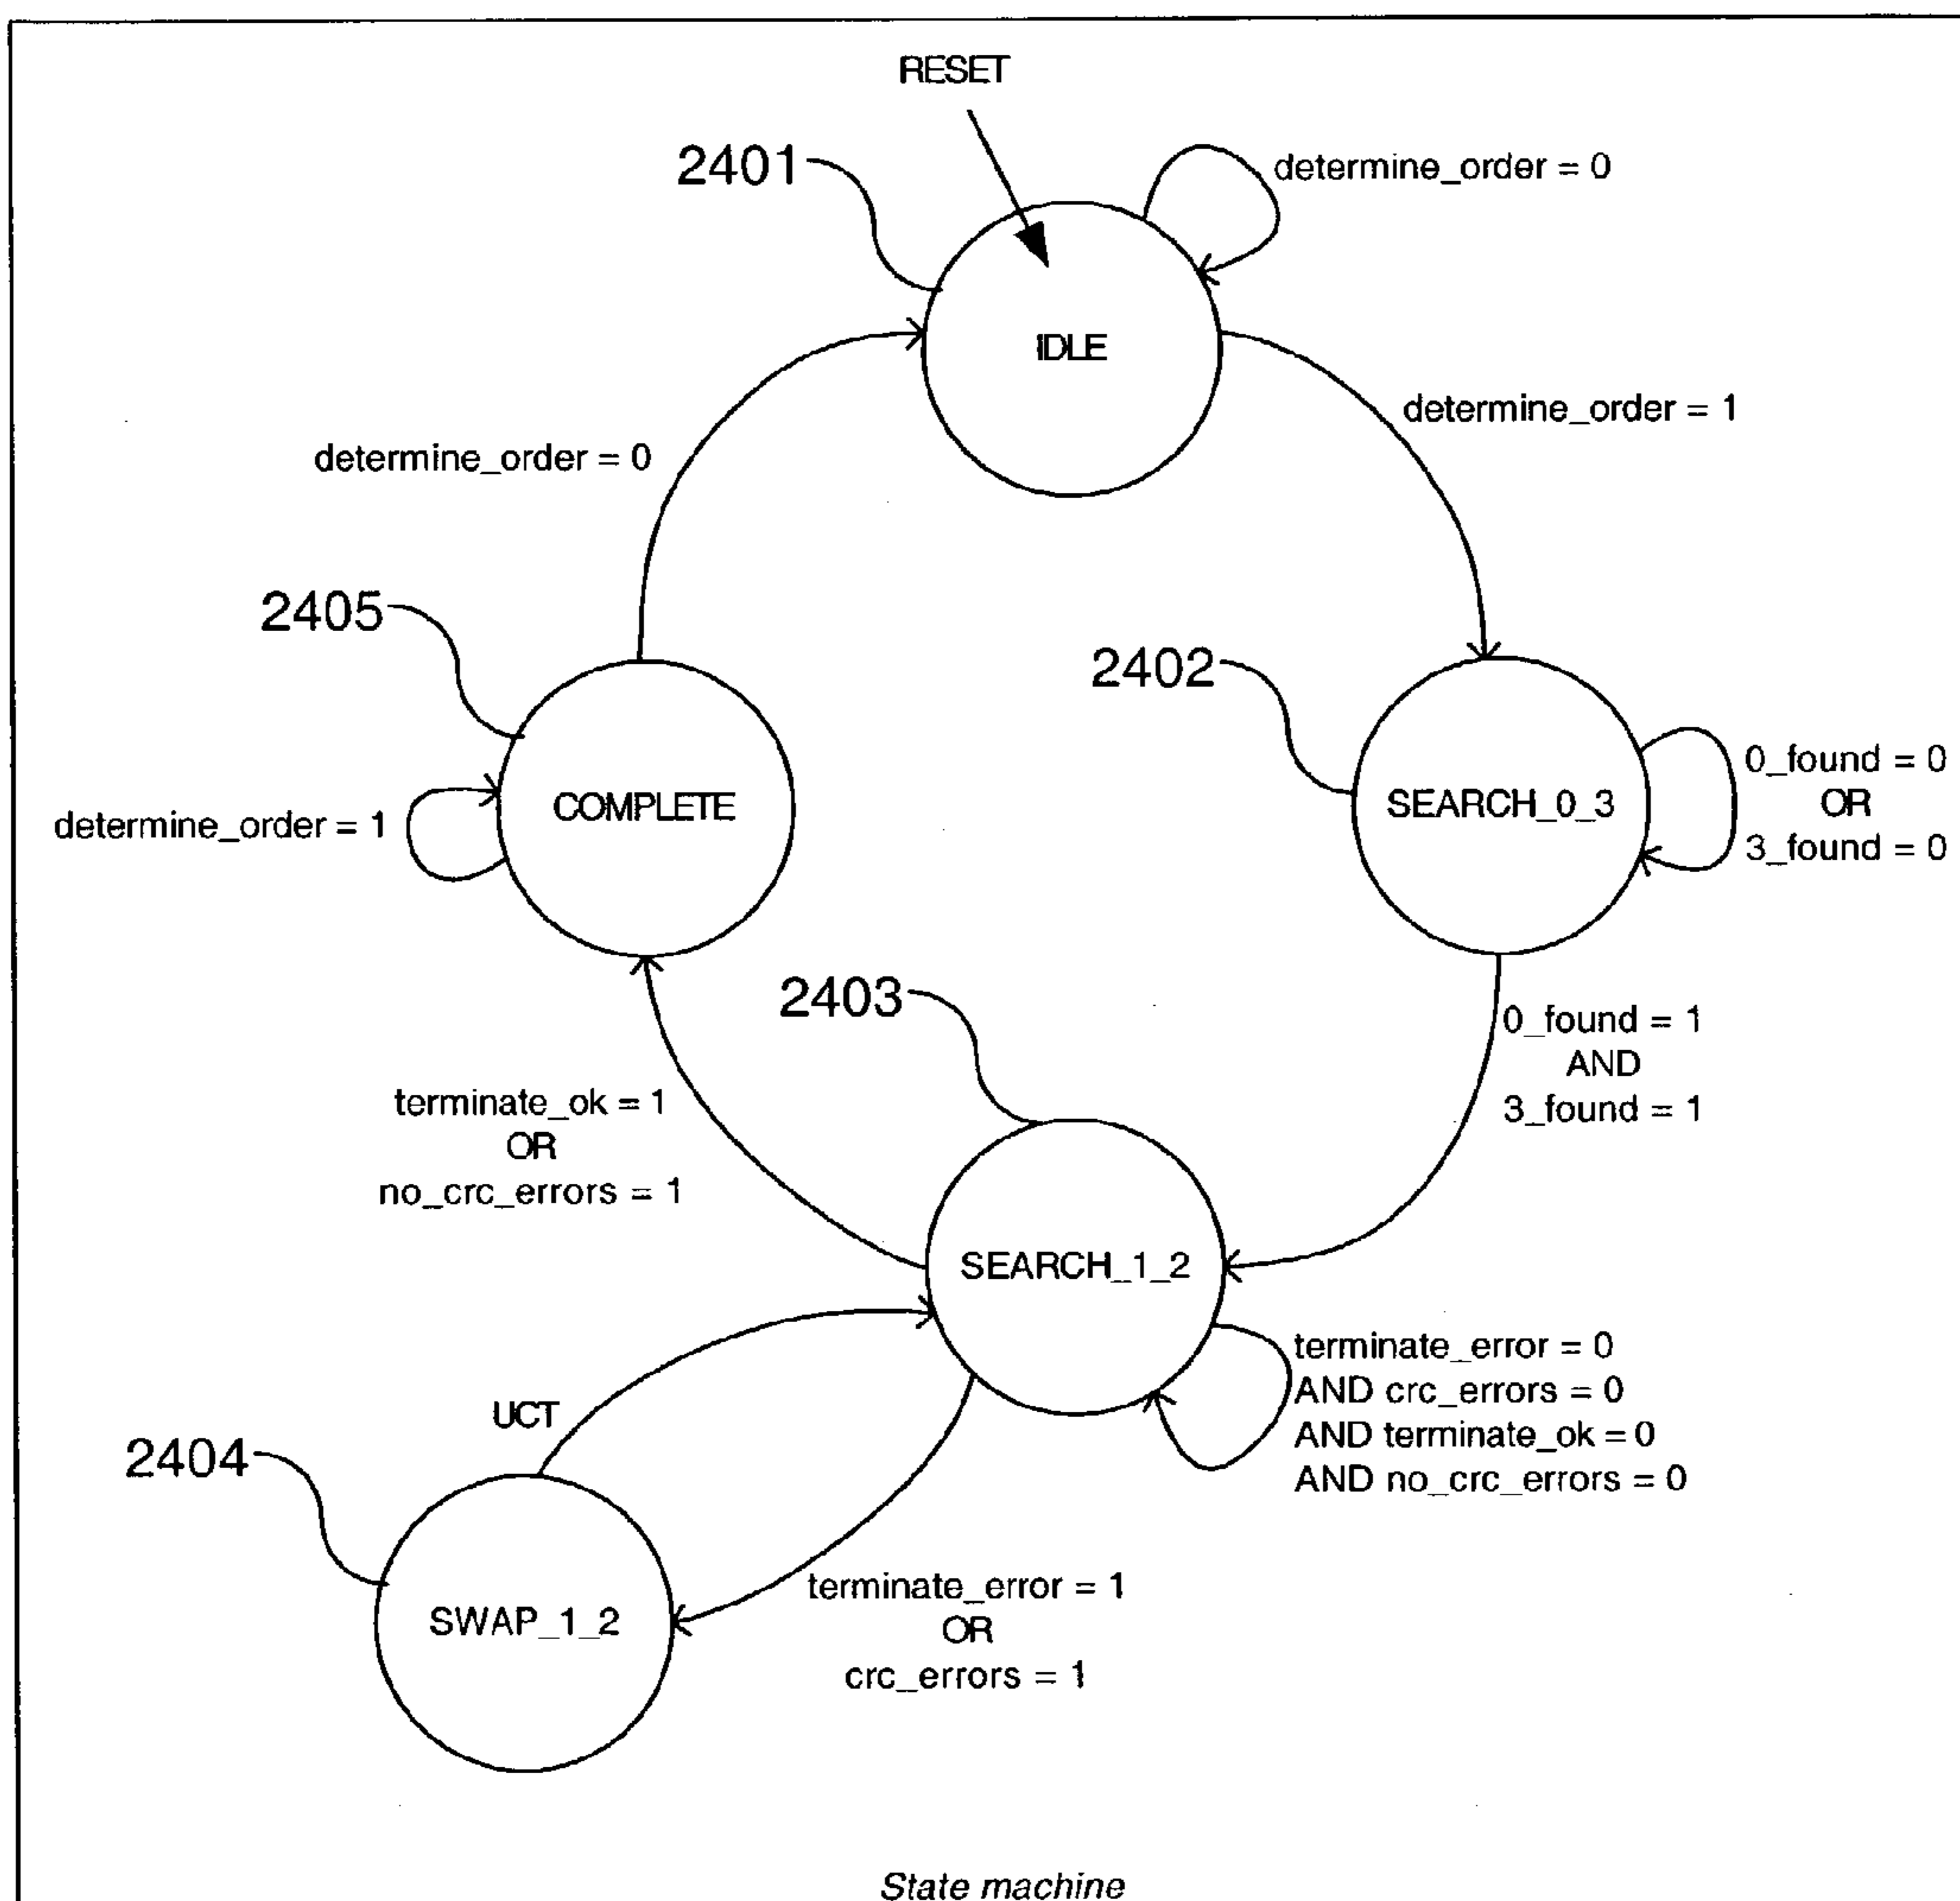 RESET
2401
determine_order = 0
IDLE
determine_order = 1
determine_order = 0
2405
2402
COMPLETE
determine_order = 1
SEARCH_0_3
0_found = 0
OR
3_found = 0
2403
0_found = 1
AND
3_found = 1
terminate_ok = 1
OR
no_crc_errors = 1
SEARCH_1_2
terminate_error = 0
AND crc_errors = 0
AND terminate_ok = 0
AND no_crc_errors = 0
UCT
2404
SWAP_1_2
terminate_error = 1
OR
crc_errors = 1
State machine